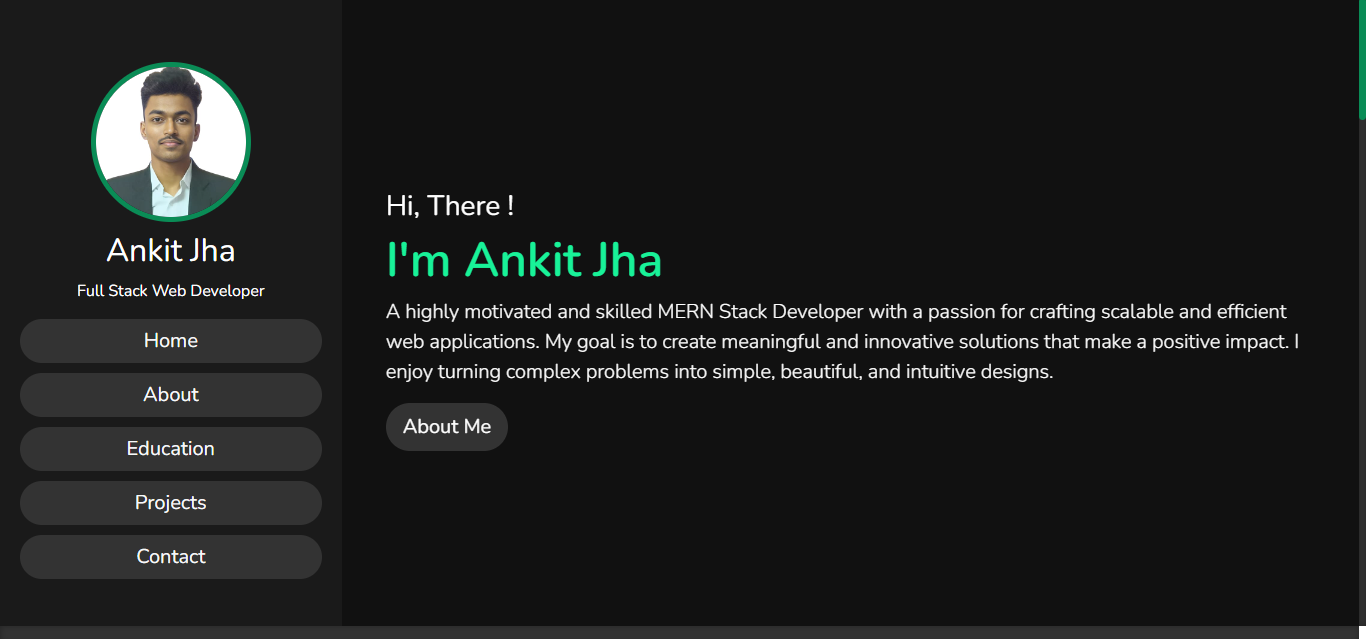 Ankit Jha
Full Stack Web Developer
Home
About
Education
Projects
Contact
Hi, There !
I'm Ankit Jha
A highly motivated and skilled MERN Stack Developer with a passion for crafting scalable and efficient
web applications. My goal is to create meaningful and innovative solutions that make a positive impact. I
enjoy turning complex problems into simple, beautiful, and intuitive designs.
About Me